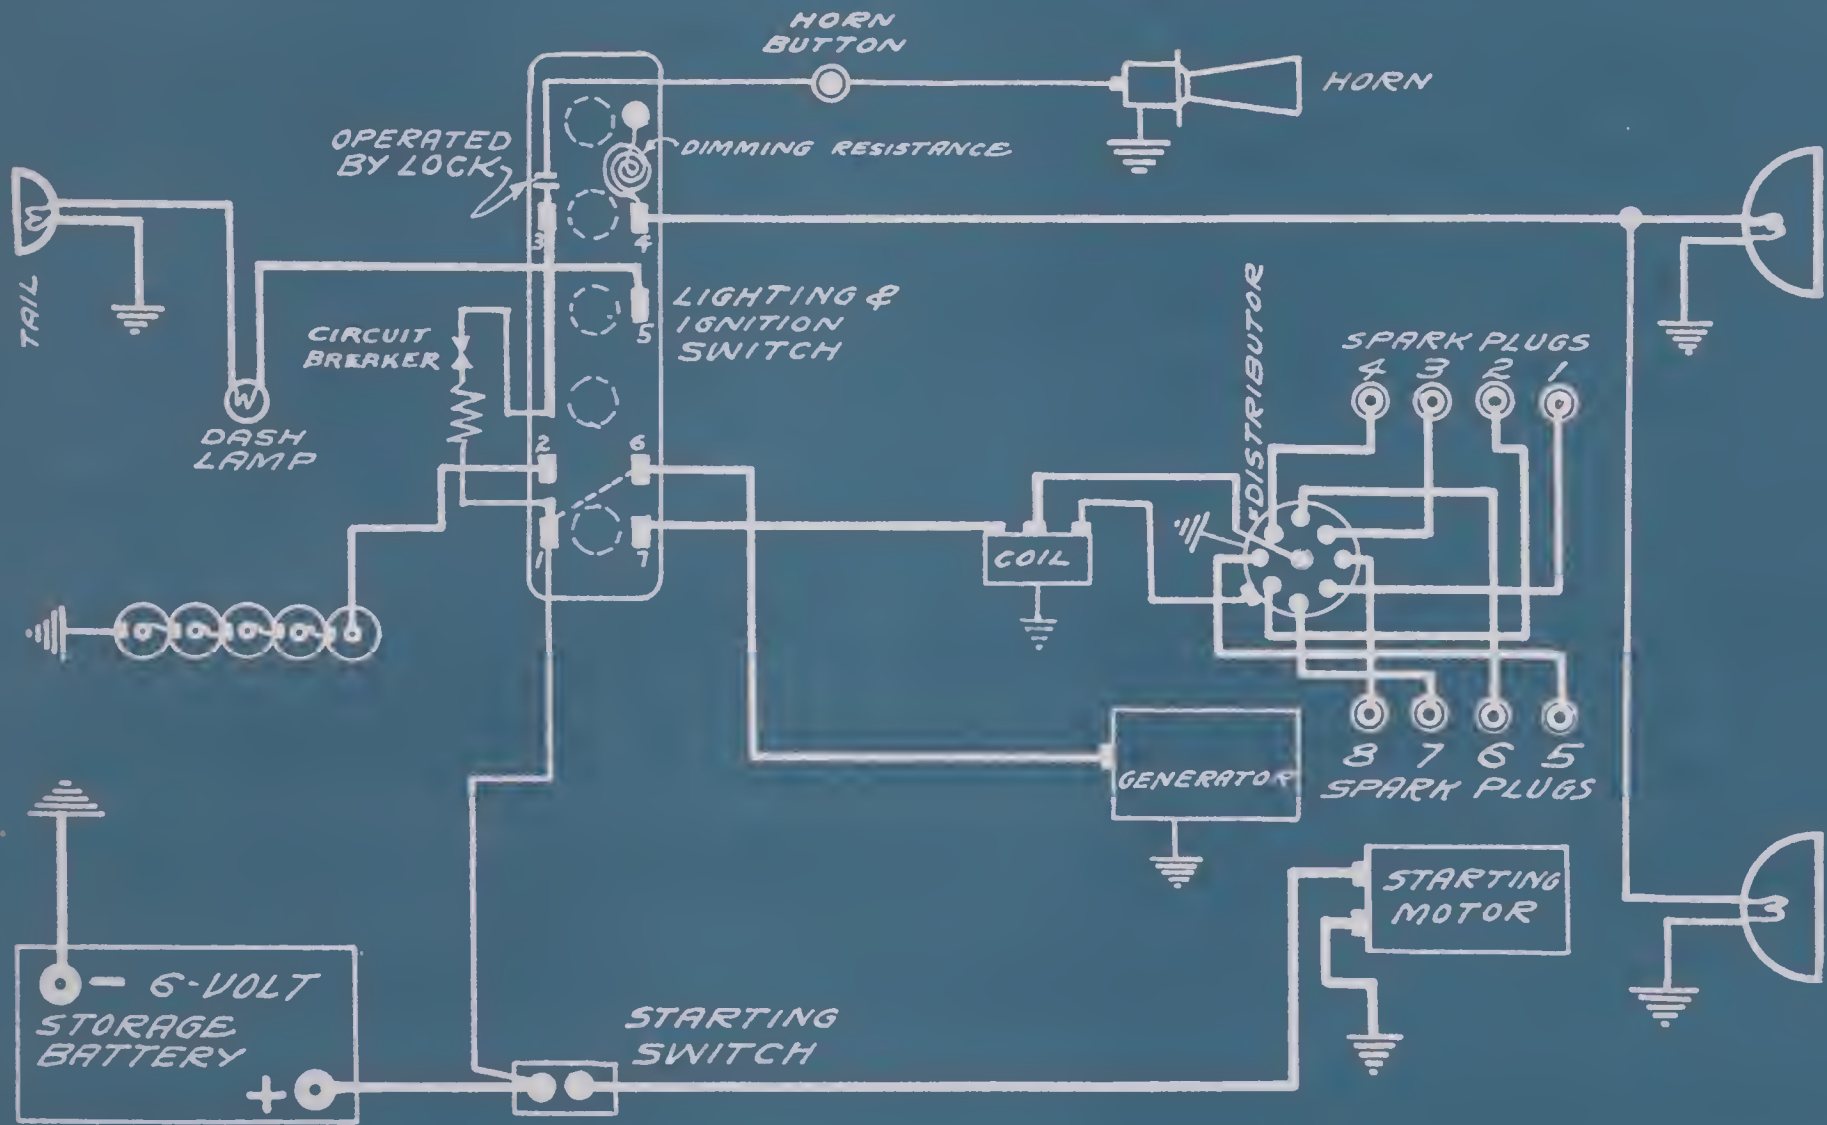 HORN
BUTTON
HORN
OPERATED
BY LOCK
DIMMING RESISTANCE
3
4
TAIL
LIGHTING &
IGNITION
SWITCH
5
CIRCUIT
BREAKER
DISTRIBUTOR
SPARK PLUGS
4 3 2 1
DASH
LAMP
2
6
1
7
COIL
8 7 6 5
SPARK PLUGS
GENERATOR
STARTING
MOTOR
- 6-VOLT
STORAGE
BATTERY
+
STARTING
SWITCH